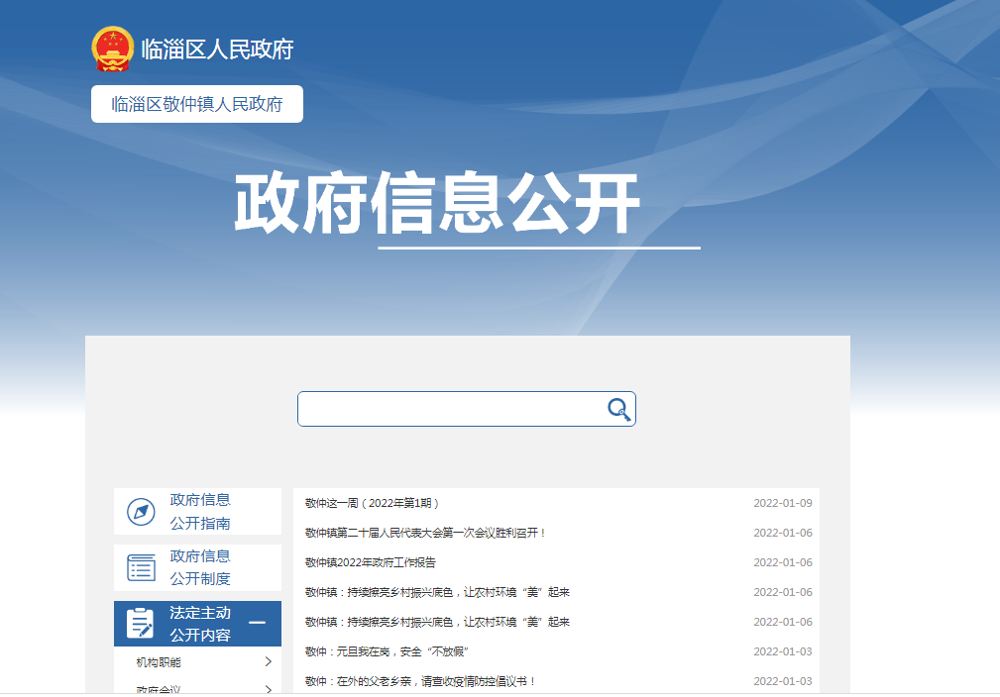 临淄区人民政府
临淄区敬仲镇人民政府
政府信息公开
政府信息
公开指南
政府信息
公开制度
法定主动
公开内容
机构职能
政府会议
敬仲这一周（2022年第1期） 2022-01-09
敬仲镇第二十届人民代表大会第一次会议胜利召开！ 2022-01-06
敬仲镇2022年政府工作报告 2022-01-06
敬仲镇：持续擦亮乡村振兴底色，让农村环境“美”起来 2022-01-06
敬仲镇：持续擦亮乡村振兴底色，让农村环境“美”起来 2022-01-06
敬仲：元旦我在岗，安全“不放假” 2022-01-03
敬仲：在外的父老乡亲，请查收疫情防控倡议书！ 2022-01-03